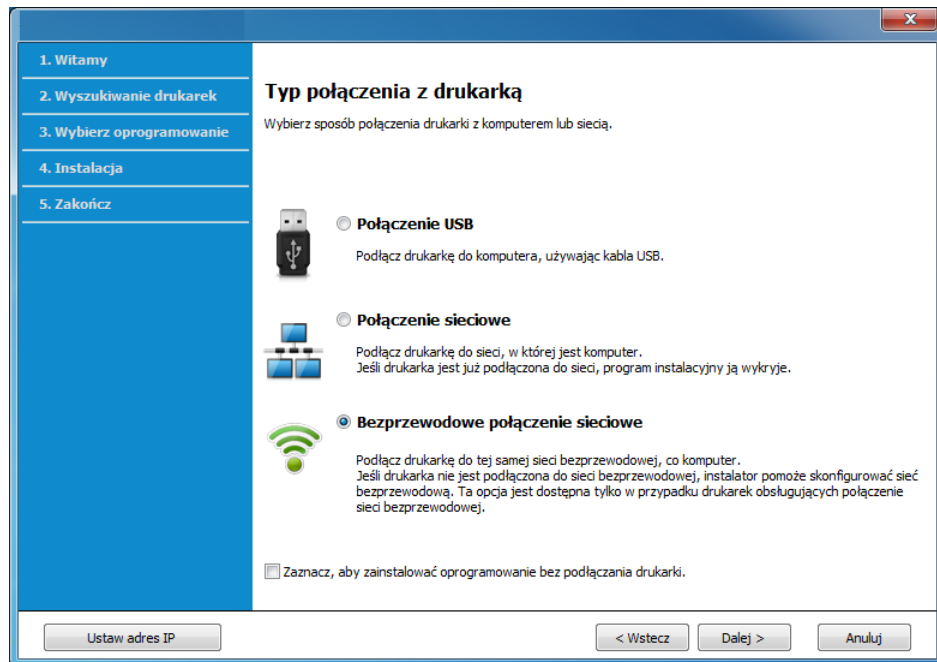 1. Witamy
2. Wyszukiwanie drukarek
3. Wybierz oprogramowanie
4. Instalacja
5. Zakończ
Typ połączenia z drukarką
Wybierz sposób połączenia drukarki z komputerem lub siecią.
Połączenie USB
Podłącz drukarkę do komputera, używając kabla USB.
Połączenie sieciowe
Podłącz drukarkę do sieci, w której jest komputer.
Jeśli drukarka jest już podłączona do sieci, program instalacyjny ją wykryje.
Bezprzewodowe połączenie sieciowe
Podłącz drukarkę do tej samej sieci bezprzewodowej, co komputer.
Jeśli drukarka nie jest podłączona do sieci bezprzewodowej, instalator pomoże skonfigurować sieć
bezprzewodową. Ta opcja jest dostępna tylko w przypadku drukarek obsługujących połączenie
sieci bezprzewodowej.
Zaznacz, aby zainstalować oprogramowanie bez podłączania drukarki.
Ustaw adres IP
< Wstecz
Dalej >
Anuluj